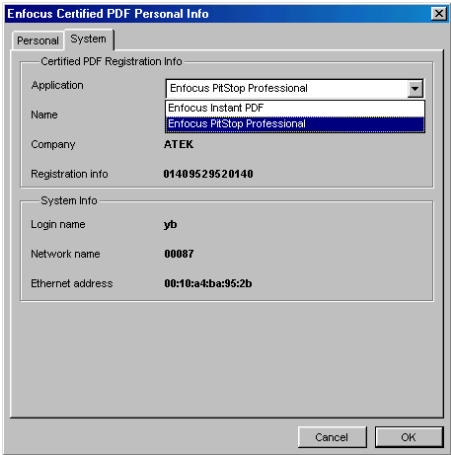 Enfocus Certified PDF Personal Info
Personal System
Certified PDF Registration Info
Application Enfocus PitStop Professional
Enfocus Instant PDF
Name
Enfocus PitStop Professional
Company ATEK
Registration info 01409529520140
System Info
Login name yb
Network name 00087
Ethernet address 00:10:a4:ba:95:2b
Cancel OK